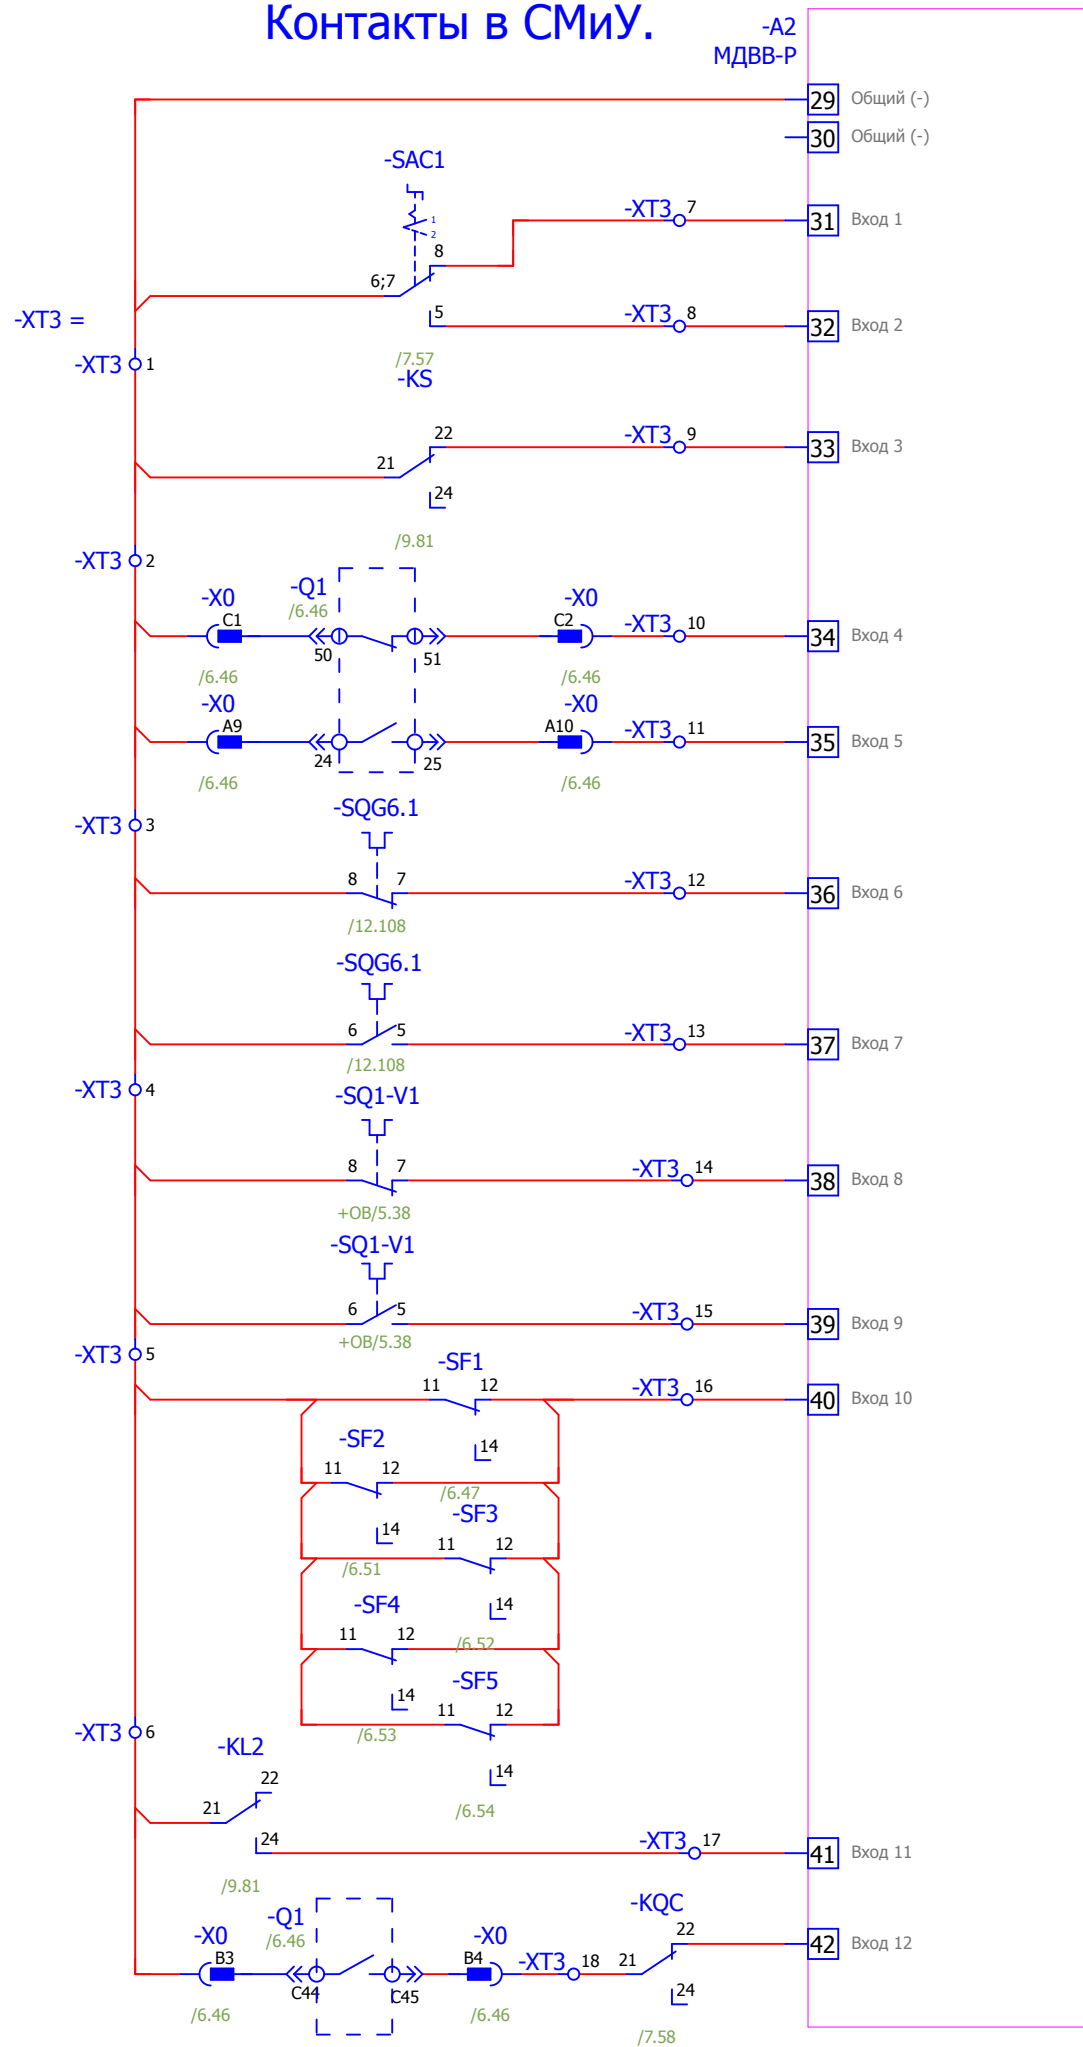 Контакты в СМиУ.
-A2
МДВВ-Р
29 Общий (-)
30 Общий (-)
-SAC1
1
2
-XT3 7
31 Вход 1
8
6;7
5
-XT3 8
32 Вход 2
-XT3 =
/7.57
-XT3 1
-KS
22
21
24
-XT3 9
33 Вход 3
/9.81
-XT3 2
-X0
C1
-Q1
/6.46
50
51
-X0
C2
-XT3 10
34 Вход 4
/6.46
/6.46
-X0
A9
24
25
-X0
A10
-XT3 11
35 Вход 5
/6.46
/6.46
-XT3 3
-SQG6.1
8 7
-XT3 12
36 Вход 6
/12.108
-SQG6.1
6 5
-XT3 13
37 Вход 7
/12.108
-XT3 4
-SQ1-V1
8 7
-XT3 14
38 Вход 8
+OB/5.38
-SQ1-V1
6 5
-XT3 15
39 Вход 9
+OB/5.38
-XT3 5
-SF1
11 12
14
-XT3 16
40 Вход 10
/6.47
-SF2
11 12
14
/6.51
-SF3
11 12
14
/6.52
-SF4
11 12
14
/6.53
-SF5
11 12
14
/6.54
-XT3 6
-KL2
22
21
24
-XT3 17
41 Вход 11
/9.81
-X0
B3
-Q1
/6.46
C44
C45
-X0
B4
-XT3 18
-KQC
22
21
24
42 Вход 12
/6.46
/6.46
/7.58